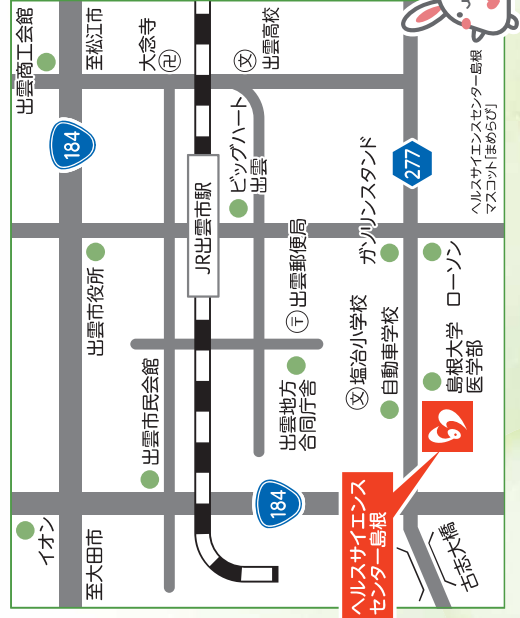 イオン
至大田市
出雲市民会館
出雲市役所
184
出雲商工会館
至松江市
大念寺
卍
文
出雲高校
JR出雲市駅
ビッグハート
出雲
〒出雲郵便局
出雲地方
合同庁舎
184
文塩冶小学校
自動車学校
ガソリンスタンド
277
ローソン
島根大学
医学部
ヘルスサイエンス
センター島根
古志大橋
ヘルスサイエンスセンター島根
マスコット「まめらび」